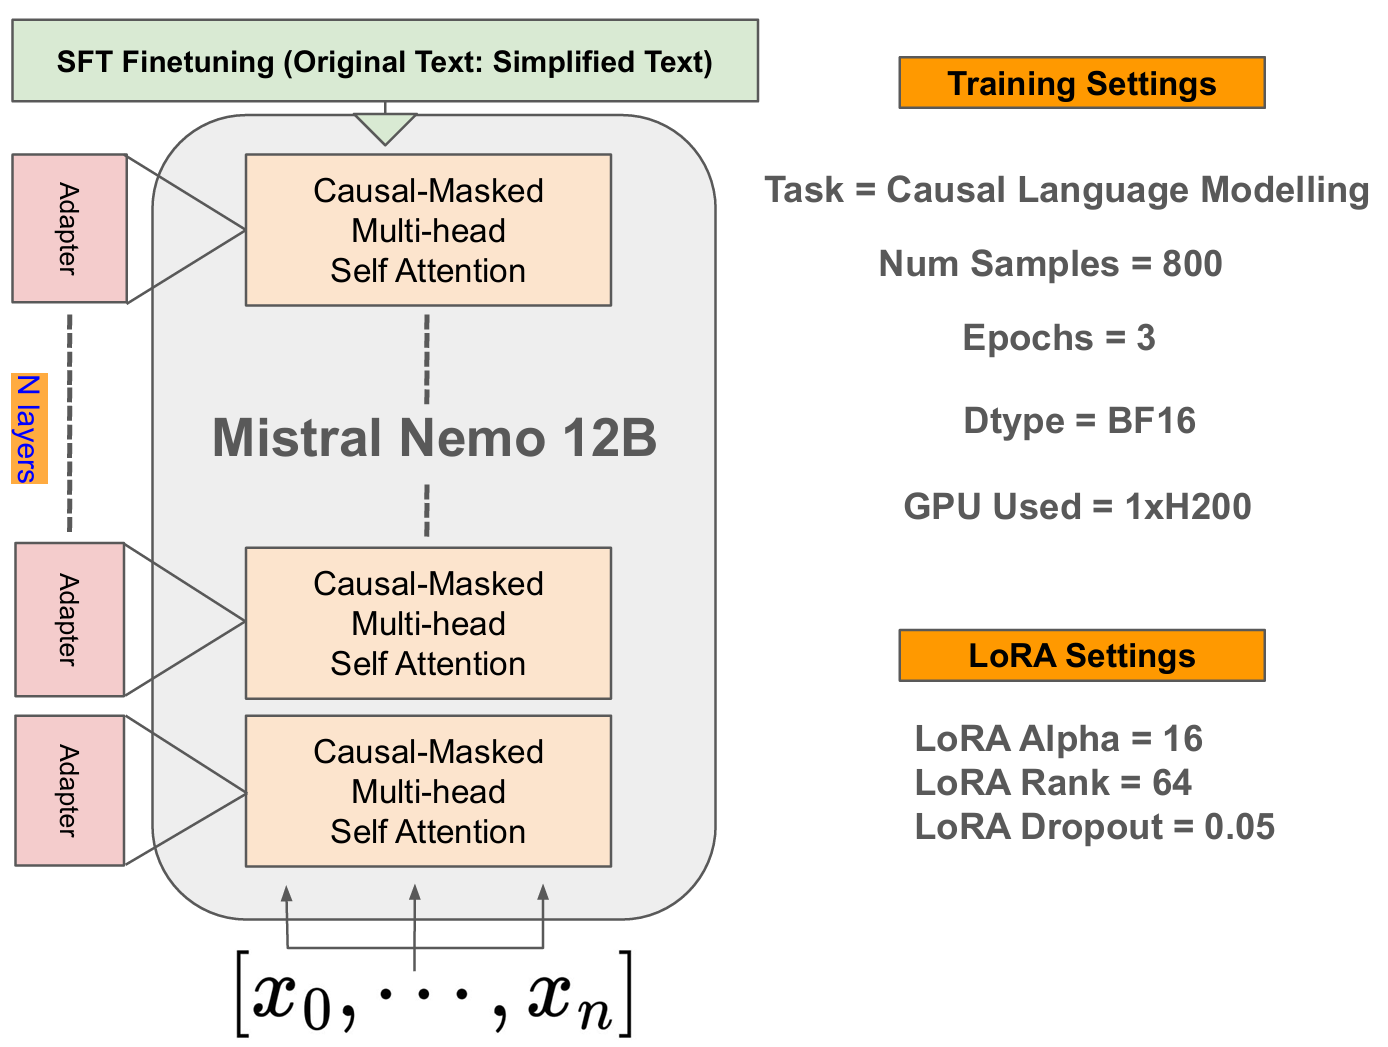 SFT Finetuning (Original Text: Simplified Text)
Adapter
Causal-Masked
Multi-head
Self Attention
N layers
Mistral Nemo 12B
Adapter
Causal-Masked
Multi-head
Self Attention
Adapter
Causal-Masked
Multi-head
Self Attention
[x₀, ⋯, xₙ]
Training Settings
Task = Causal Language Modelling
Num Samples = 800
Epochs = 3
Dtype = BF16
GPU Used = 1xH200
LoRA Settings
LoRA Alpha = 16
LoRA Rank = 64
LoRA Dropout = 0.05